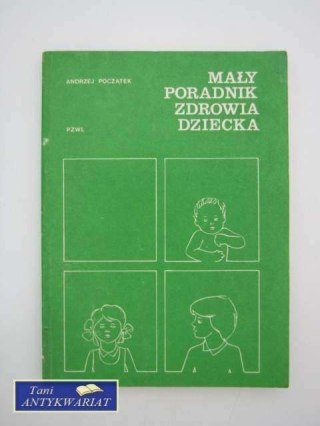 ANDRZEJ POCZĄTEK
MAŁY
PORADNIK
ZDROWIA
DZIECKA
PZWL
Tani
ANTYKWARIAT